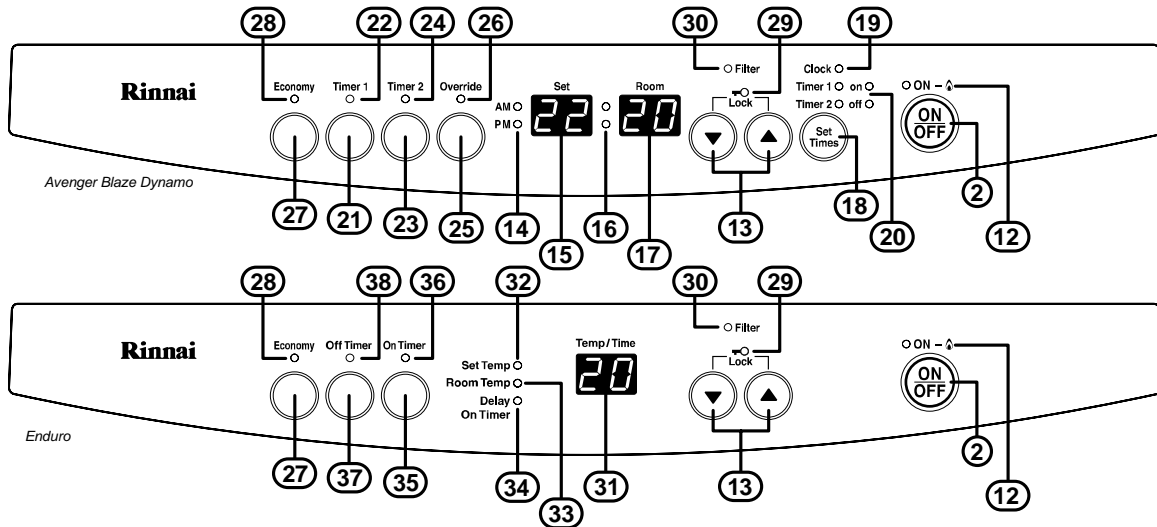 28 22 24 26 30 29 19
Rinnai
Economy Timer 1 Timer 2 Override
AM
PM
Set
22
Room
20
Filter
Lock
Clock
Timer 1 on
Timer 2 off
Set
Times
ON
ON
OFF
Avenger Blaze Dynamo
27 21 23 25 14 15 16 17 13 18 20 2 12
28 38 36 32 30 29
Rinnai
Economy Off Timer On Timer
Set Temp
Room Temp
Delay
On Timer
Temp/Time
20
Filter
Lock
ON
ON
OFF
Enduro
27 37 35 34 33 31 13 2 12